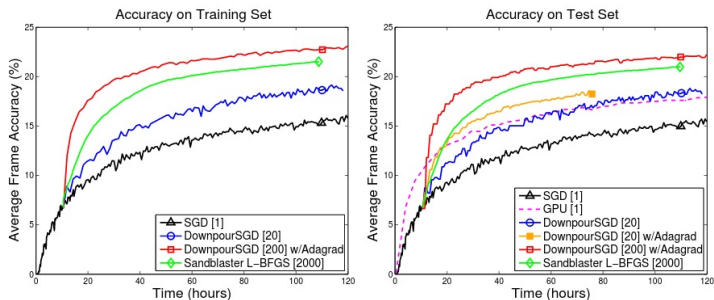 Accuracy on Training Set
25
20
15
10
5
0
0 20 40 60 80 100 120
Average Frame Accuracy (%)
Time (hours)
SGD [1]
DownpourSGD [20]
DownpourSGD [200] w/Adagrad
Sandblaster L−BFGS [2000]
Accuracy on Test Set
25
20
15
10
5
0
0 20 40 60 80 100 120
Average Frame Accuracy (%)
Time (hours)
SGD [1]
GPU [1]
DownpourSGD [20]
DownpourSGD [20] w/Adagrad
DownpourSGD [200] w/Adagrad
Sandblaster L−BFGS [2000]